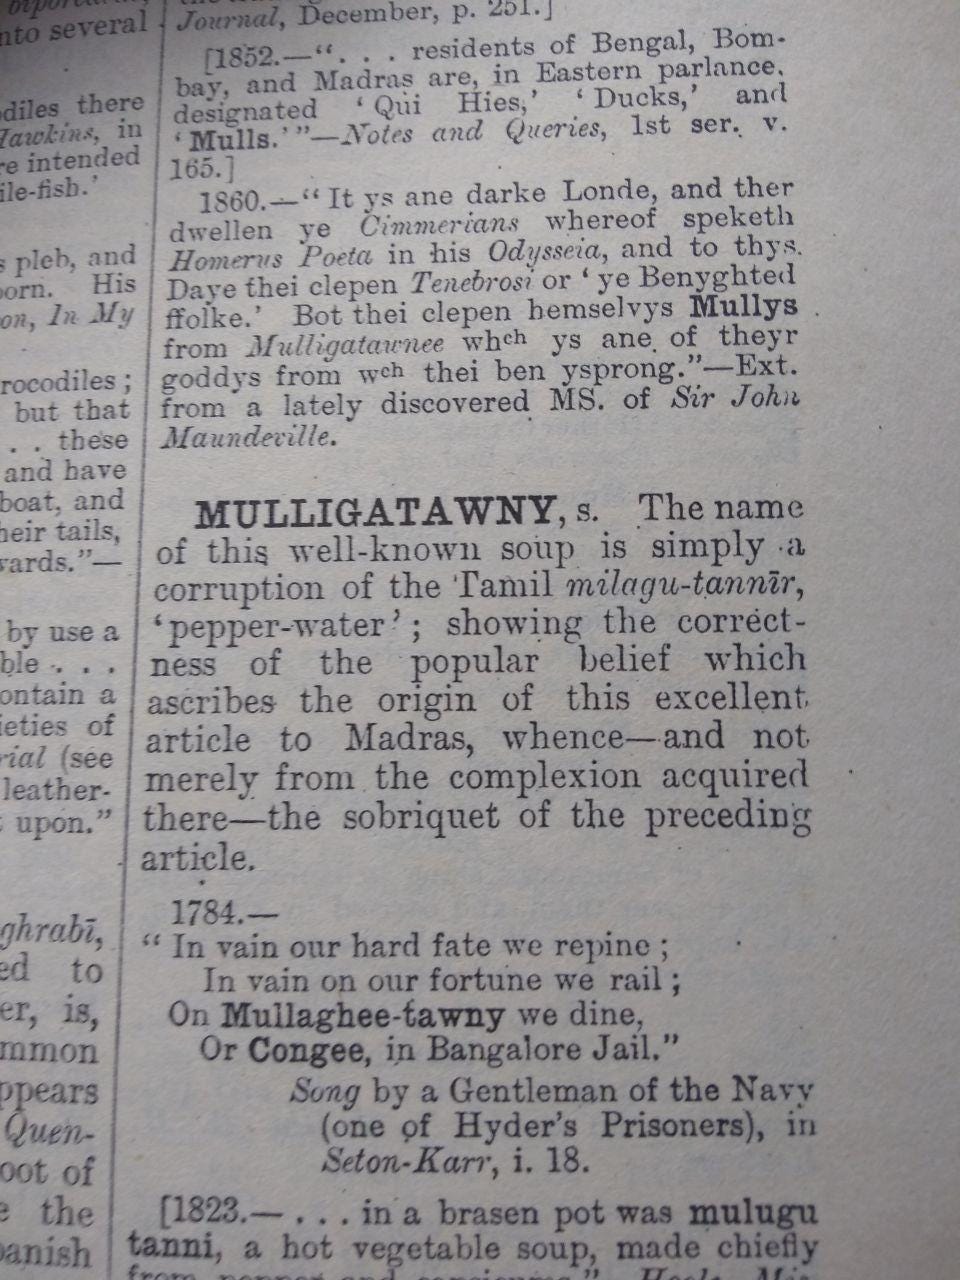 into several
diles there
Hawkins, in
re intended
ile-fish.'
s pleb, and
born. His
on, In My
rocodiles;
but that
. . these
and have
boat, and
heir tails,
wards."—
by use a
ble . . .
ontain a
ieties of
rial (see
leather-
upon."
ghrabī,
ed to
er, is,
mmon
ppears
Quen-
oot of
e the
panish
Journal, December, p. 251.]
[1852.—". . . residents of Bengal, Bom-
bay, and Madras are, in Eastern parlance,
designated 'Qui Hies,' 'Ducks,' and
'Mulls.'"—Notes and Queries, 1st ser. v.
165.]
1860.—"It ys ane darke Londe, and ther
dwellen ye Cimmerians whereof speketh
Homerus Poeta in his Odysseia, and to thys
Daye thei clepen Tenebrosi or 'ye Benyghted
ffolke.' Bot thei clepen hemselvys Mullys
from Mulligatawnee wh^ch ys ane of theyr
goddys from w^ch thei ben ysprong."—Ext.
from a lately discovered MS. of Sir John
Maundeville.
MULLIGATAWNY, s. The name
of this well-known soup is simply a
corruption of the Tamil milagu-tannīr,
'pepper-water'; showing the correct-
ness of the popular belief which
ascribes the origin of this excellent
article to Madras, whence—and not
merely from the complexion acquired
there—the sobriquet of the preceding
article.
1784.—
"In vain our hard fate we repine;
In vain on our fortune we rail;
On Mullaghee-tawny we dine,
Or Congee, in Bangalore Jail."
Song by a Gentleman of the Navy
(one of Hyder's Prisoners), in
Seton-Karr, i. 18.
[1823.— . . . in a brasen pot was mulugu
tanni, a hot vegetable soup, made chiefly
from pepper and